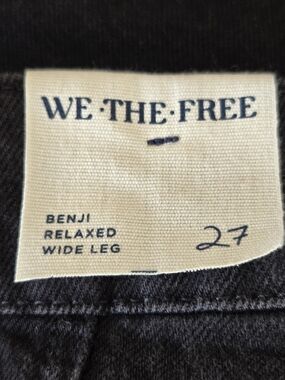 WE·THE·FREE
BENJI
RELAXED
WIDE LEG
27